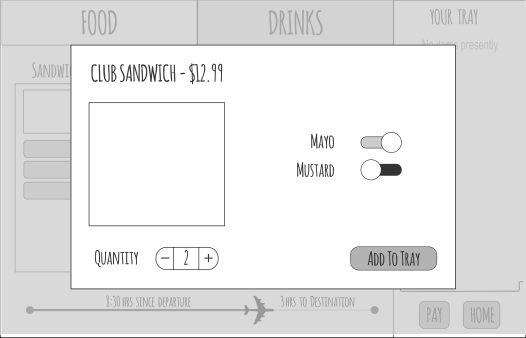 FOOD
DRINKS
YOUR TRAY
No items presently
SANDWI
CLUB SANDWICH - $12.99
MAYO
MUSTARD
QUANTITY
− 2 +
ADD TO TRAY
8:30 HRS SINCE DEPARTURE
3 HRS TO DESTINATION
PAY
HOME